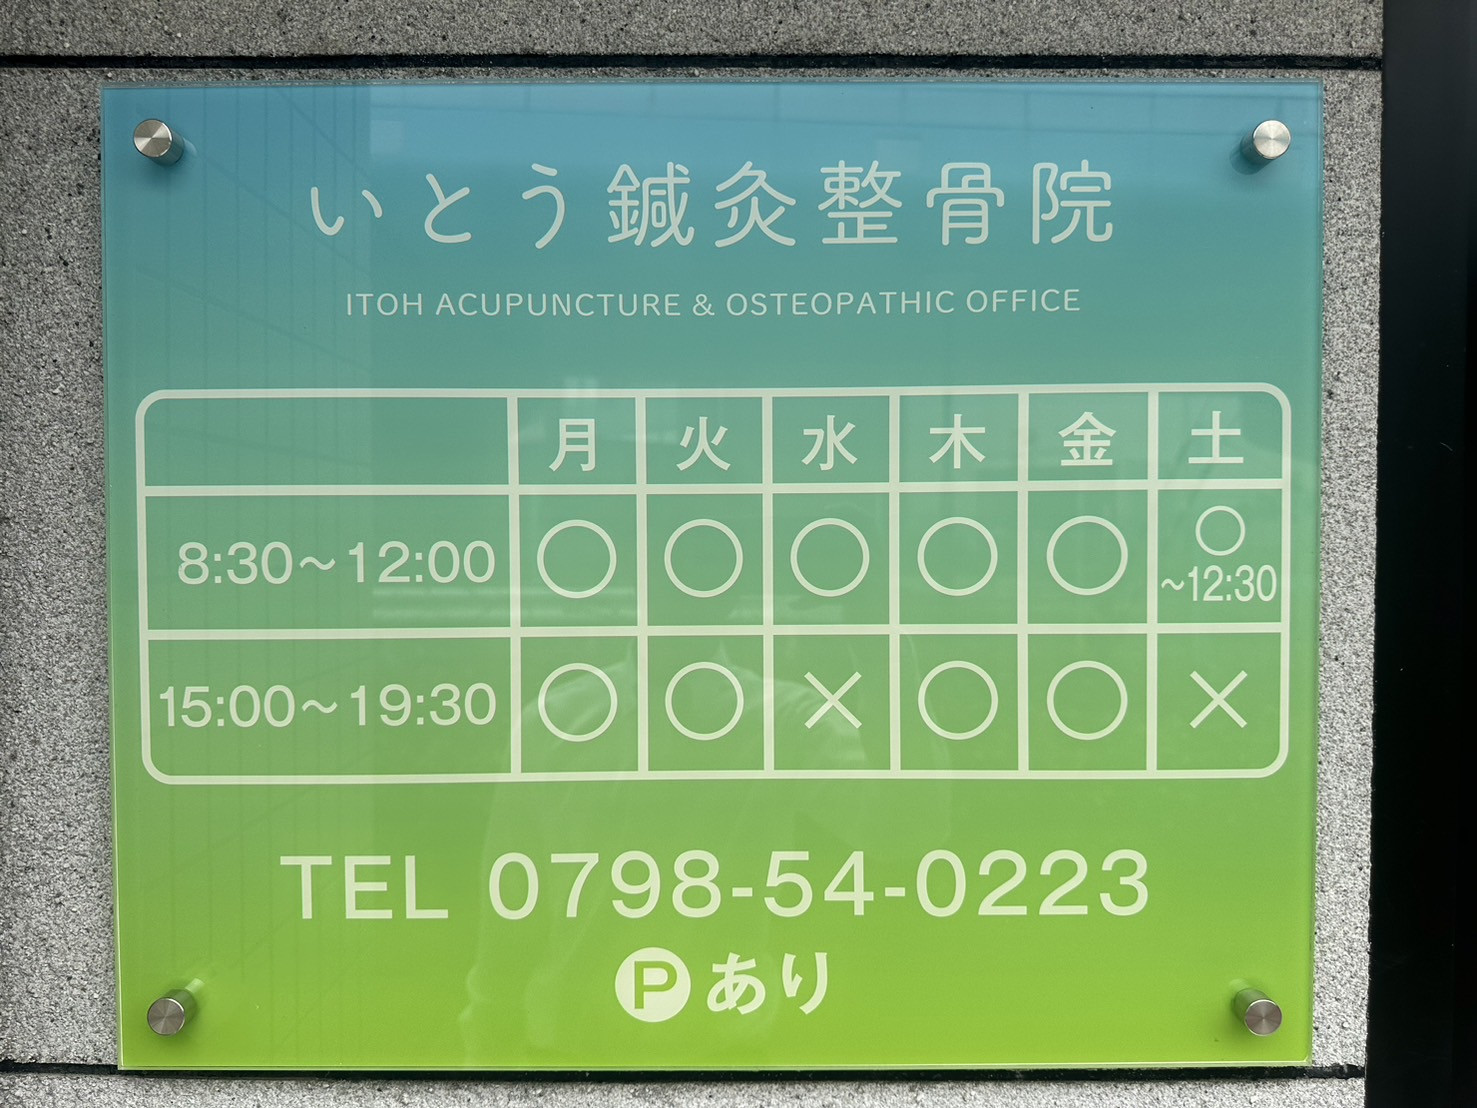 いとう鍼灸整骨院
ITOH ACUPUNCTURE & OSTEOPATHIC OFFICE
月 火 水 木 金 土
8:30～12:00 ○ ○ ○ ○ ○ ○ ~12:30
15:00～19:30 ○ ○ × ○ ○ ×
TEL 0798-54-0223
P あり